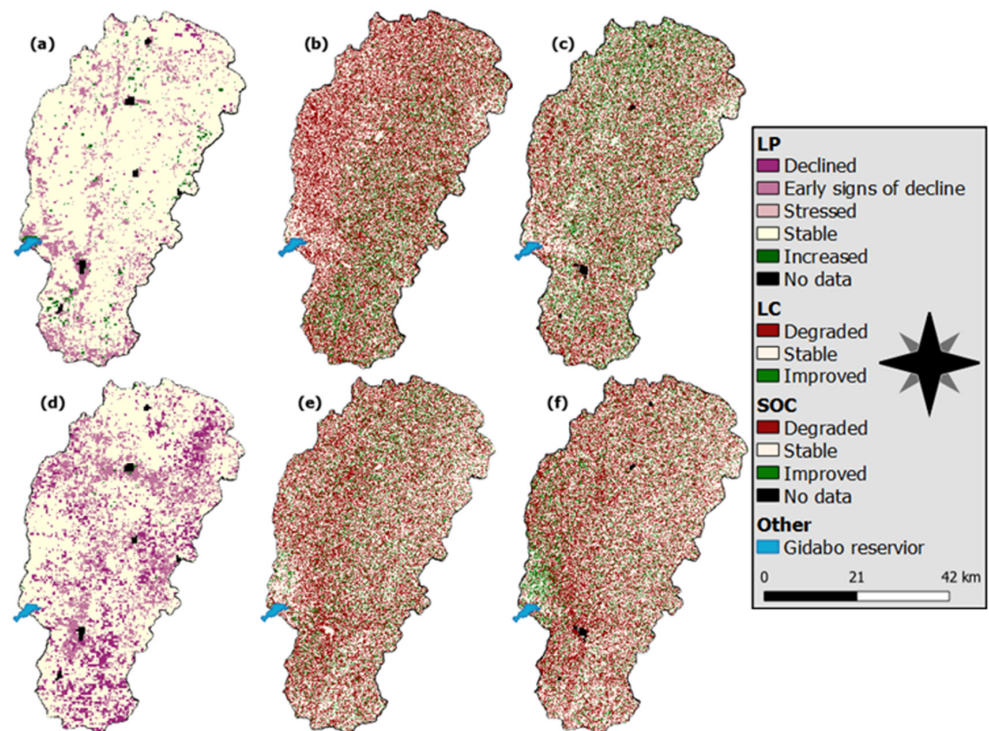 (a)
(b)
(c)
(d)
(e)
(f)
LP
Declined
Early signs of decline
Stressed
Stable
Increased
No data
LC
Degraded
Stable
Improved
SOC
Degraded
Stable
Improved
No data
Other
Gidabo reservior
0 21 42 km